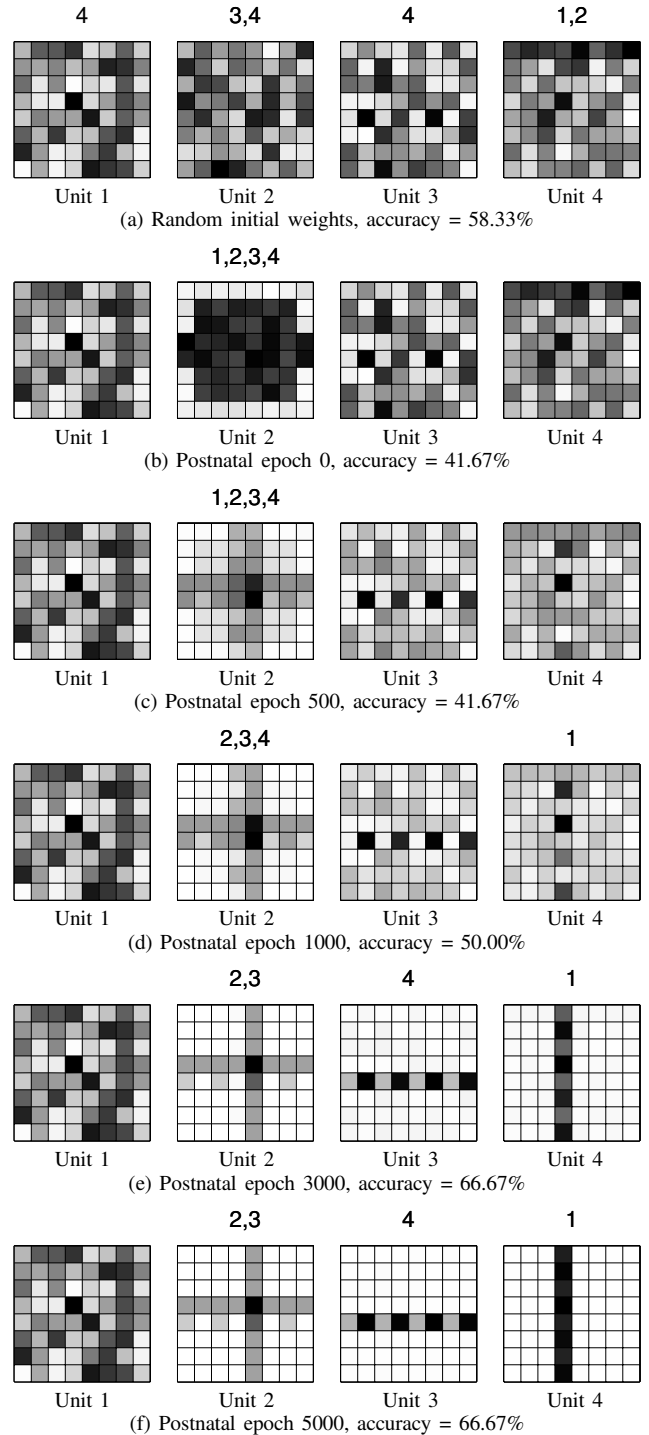 4 3,4 4 1,2
Unit 1 Unit 2 Unit 3 Unit 4
(a) Random initial weights, accuracy = 58.33%
1,2,3,4
Unit 1 Unit 2 Unit 3 Unit 4
(b) Postnatal epoch 0, accuracy = 41.67%
1,2,3,4
Unit 1 Unit 2 Unit 3 Unit 4
(c) Postnatal epoch 500, accuracy = 41.67%
2,3,4 1
Unit 1 Unit 2 Unit 3 Unit 4
(d) Postnatal epoch 1000, accuracy = 50.00%
2,3 4 1
Unit 1 Unit 2 Unit 3 Unit 4
(e) Postnatal epoch 3000, accuracy = 66.67%
2,3 4 1
Unit 1 Unit 2 Unit 3 Unit 4
(f) Postnatal epoch 5000, accuracy = 66.67%